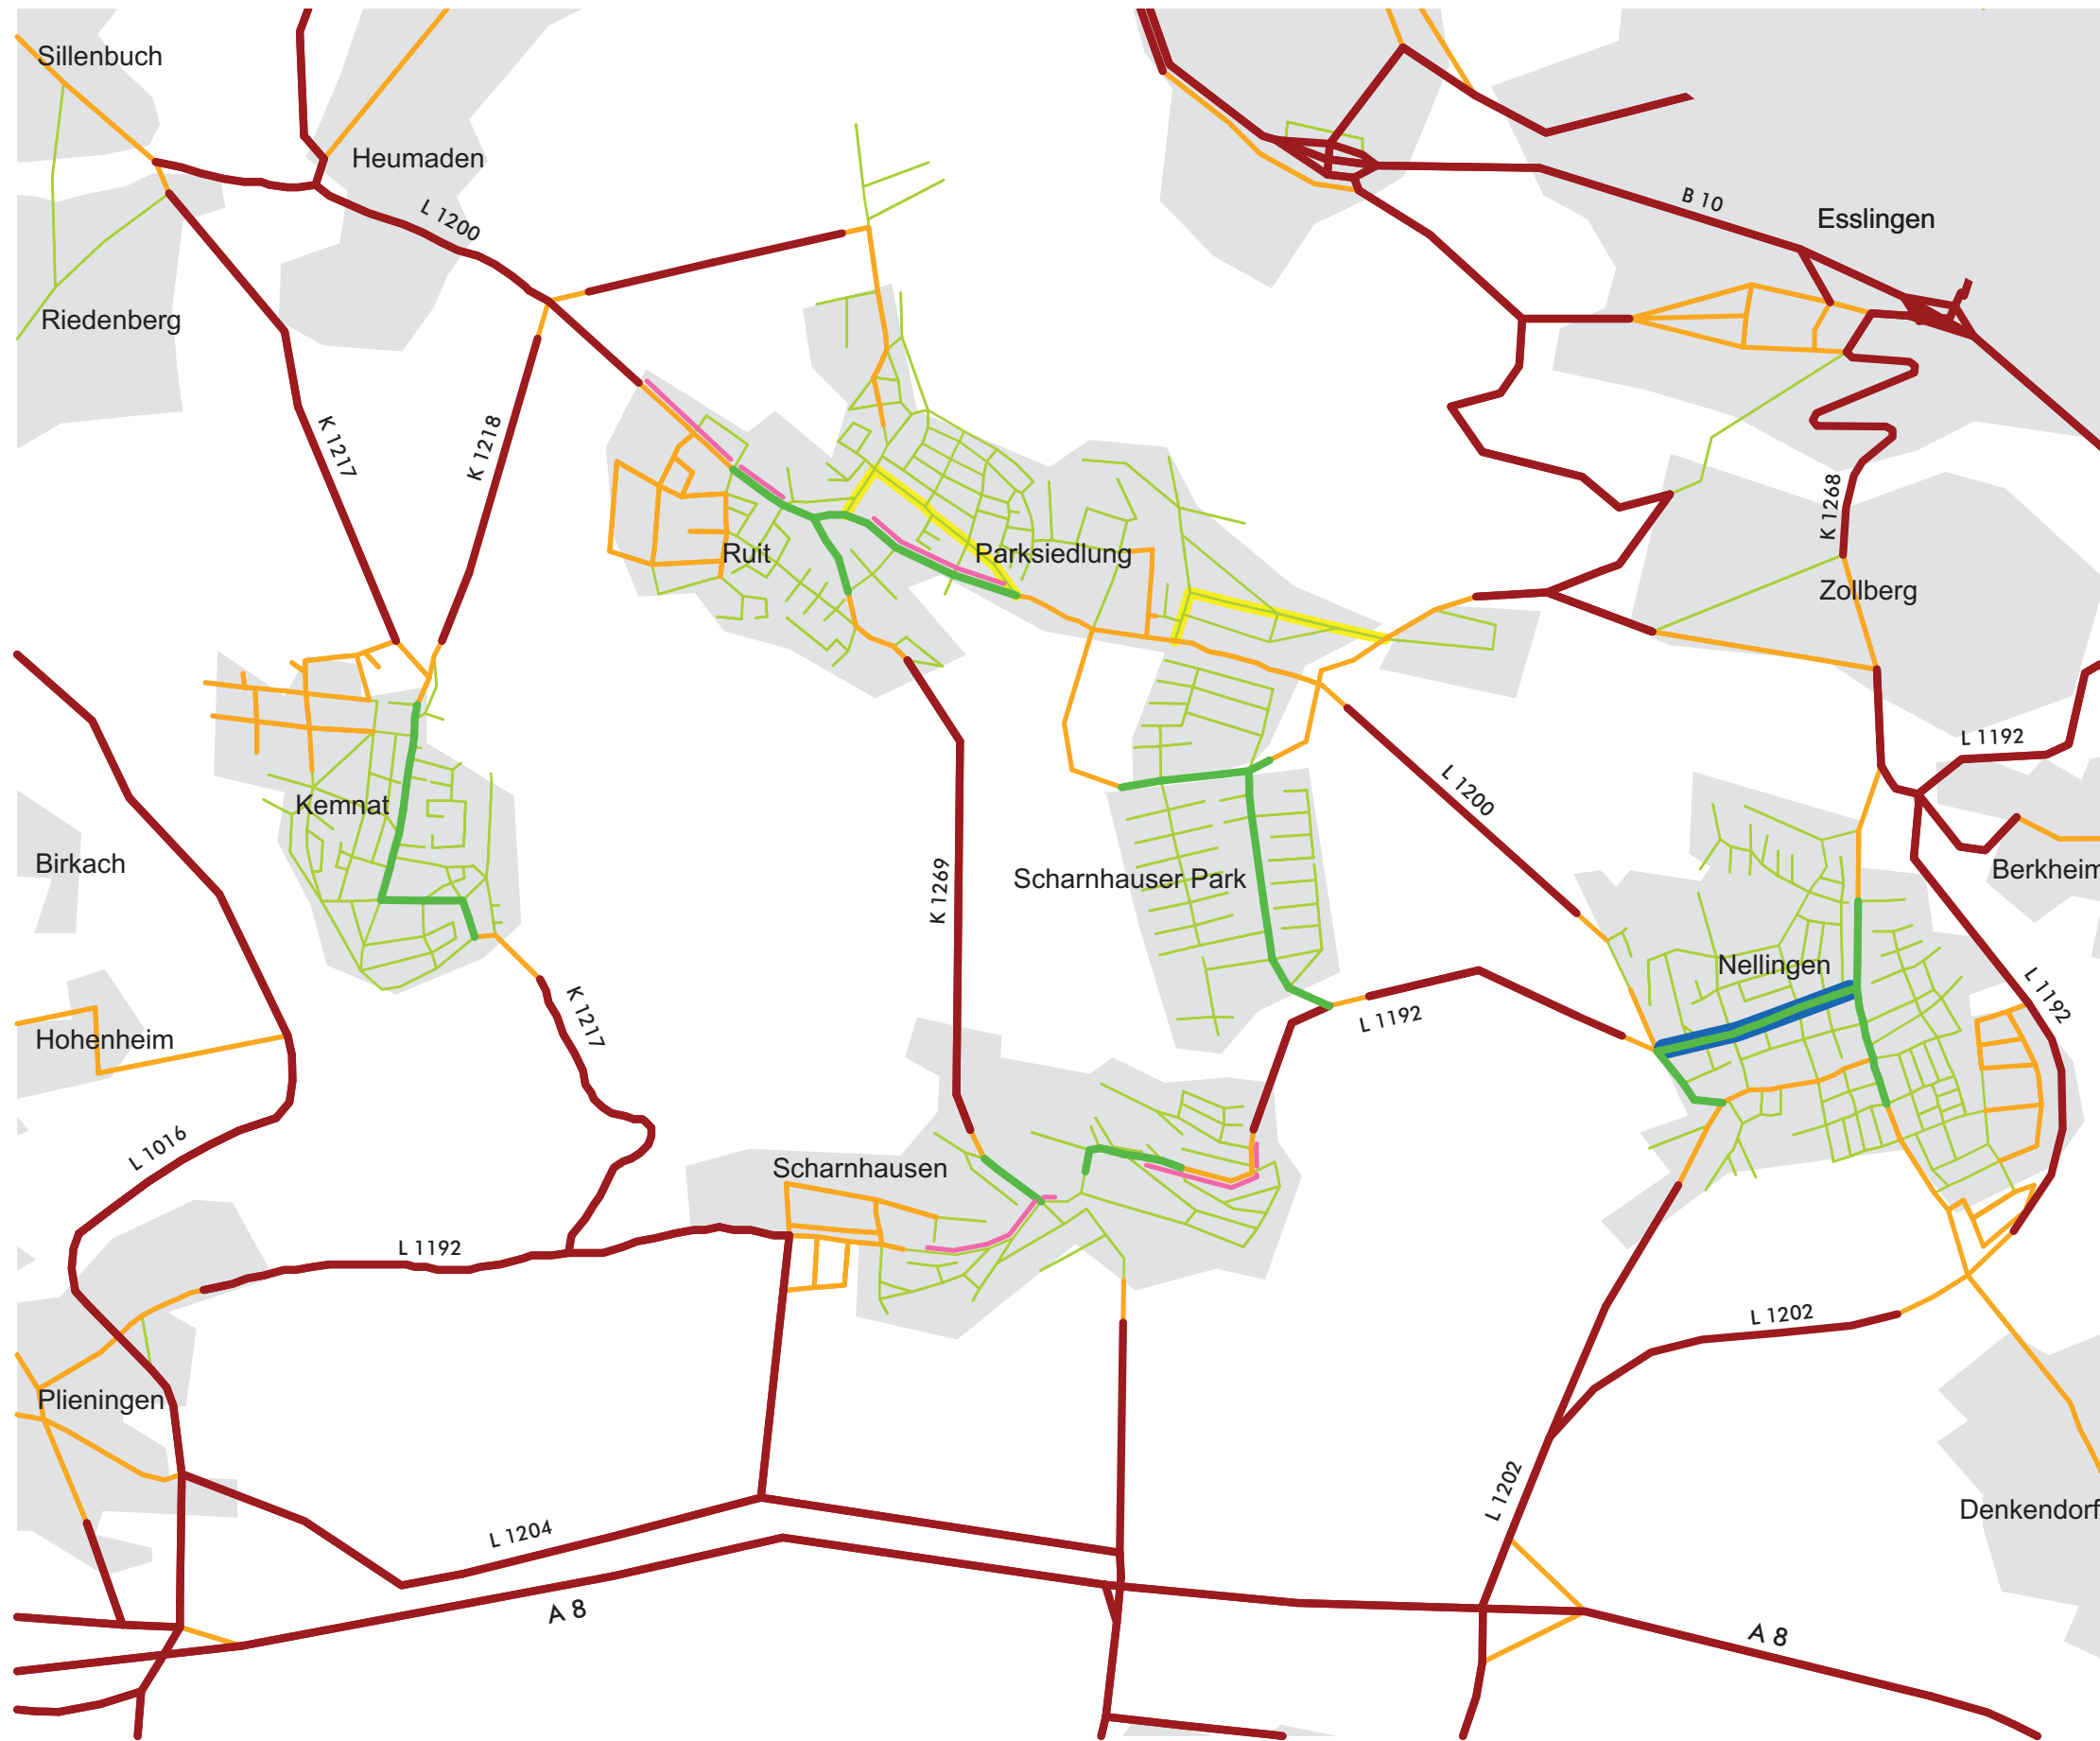 Sillenbuch
Heumaden
B 10
L 1200
Esslingen
Riedenberg
K 1217
K 1218
K 1268
Ruit
Parksiedlung
Zollberg
L 1192
L 1200
Kemnat
Birkach
K 1269
Scharnhauser Park
Berkheim
Nellingen
L 1192
K 1217
L 1192
Hohenheim
L 1016
Scharnhausen
L 1192
L 1202
Plieningen
L 1202
Denkendorf
L 1204
A 8
A 8